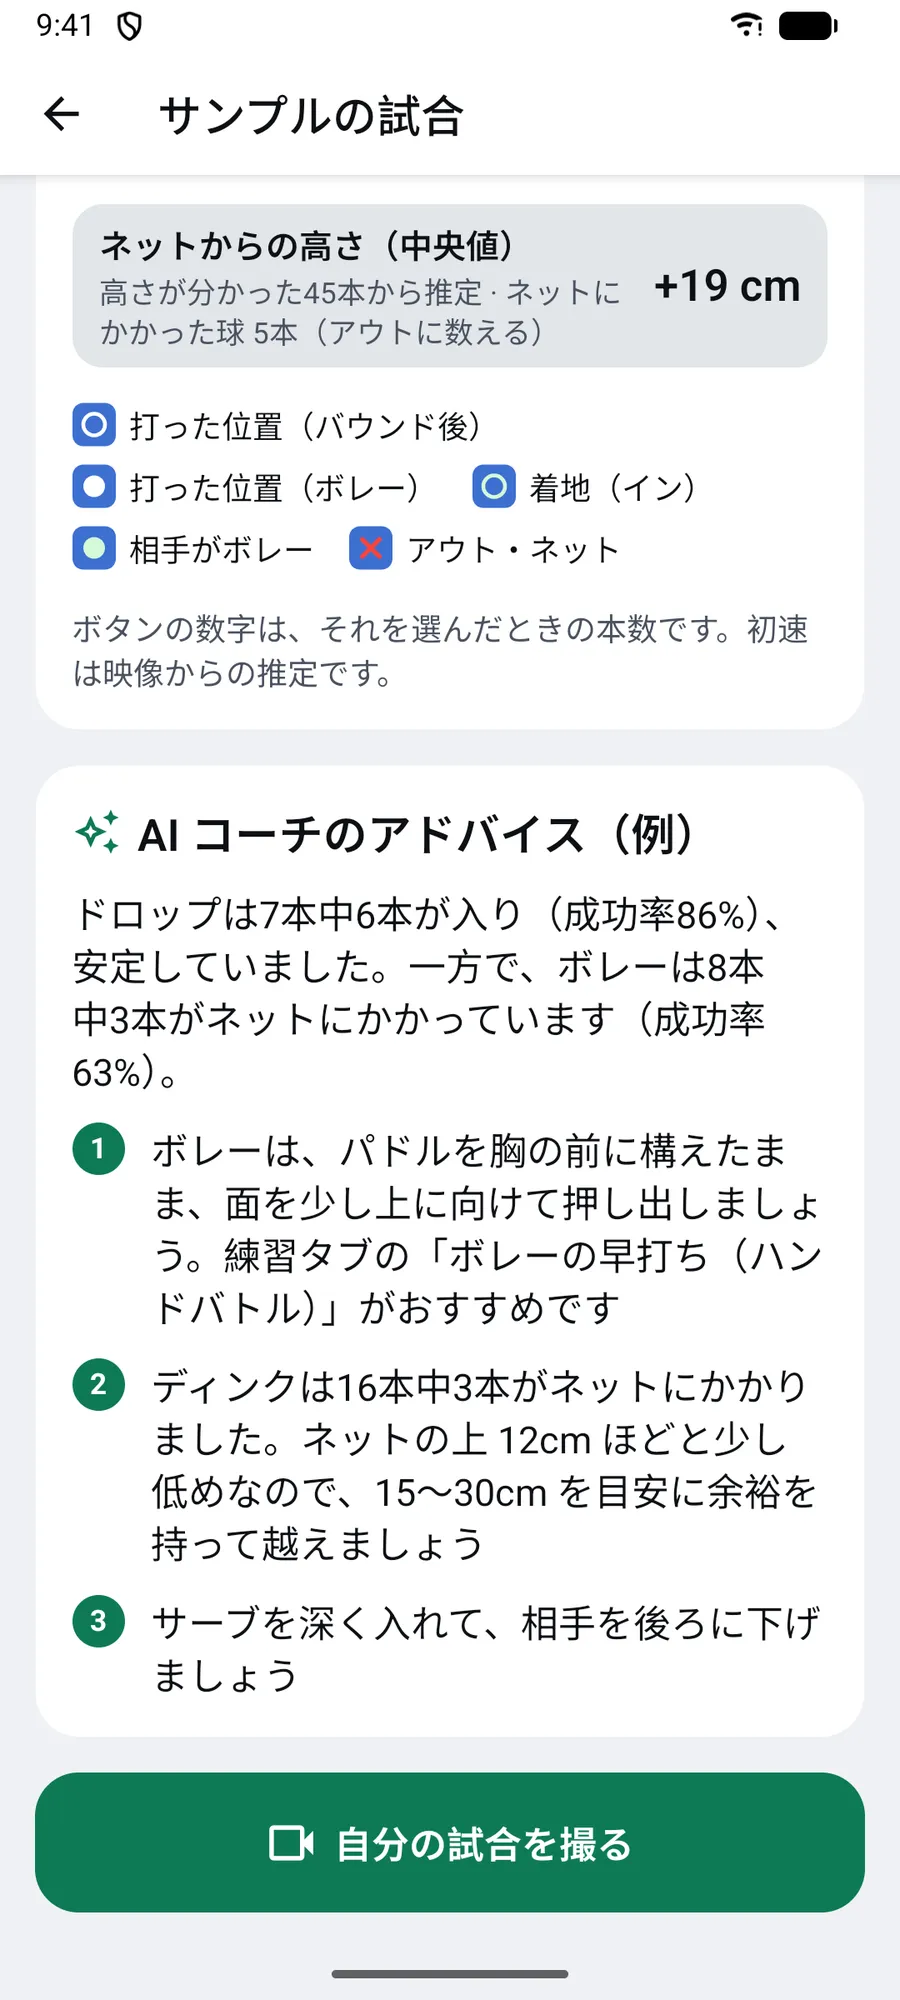 9:41
サンプルの試合
ネットからの高さ（中央値）
高さが分かった45本から推定 · ネットに
かかった球 5本（アウトに数える）
+19 cm
打った位置（バウンド後）
打った位置（ボレー） 着地（イン）
相手がボレー アウト・ネット
ボタンの数字は、それを選んだときの本数です。初速
は映像からの推定です。
AI コーチのアドバイス（例）
ドロップは7本中6本が入り（成功率86%）、
安定していました。一方で、ボレーは8本
中3本がネットにかかっています（成功率
63%）。
1 ボレーは、パドルを胸の前に構えたま
ま、面を少し上に向けて押し出しましょ
う。練習タブの「ボレーの早打ち（ハン
ドバトル）」がおすすめです
2 ディンクは16本中3本がネットにかかり
ました。ネットの上 12cm ほどと少し
低めなので、15〜30cm を目安に余裕を
持って越えましょう
3 サーブを深く入れて、相手を後ろに下げ
ましょう
自分の試合を撮る